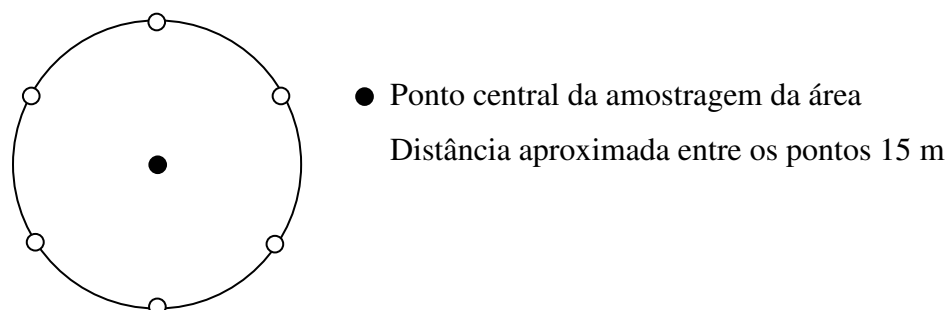 Ponto central da amostragem da área
Distância aproximada entre os pontos 15 m